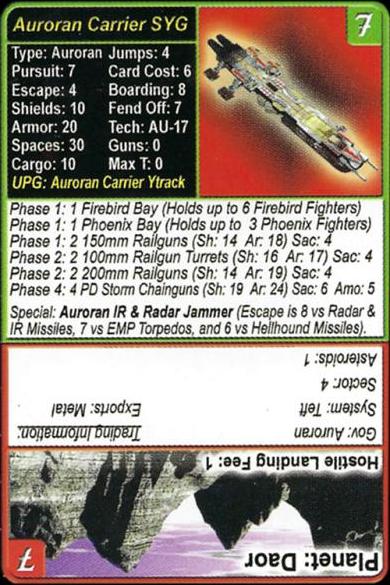 Auroran Carrier SYG
7
Type: Auroran Jumps: 4
Pursuit: 7 Card Cost: 6
Escape: 4 Boarding: 8
Shields: 10 Fend Off: 7
Armor: 20 Tech: AU-17
Spaces: 30 Guns: 0
Cargo: 10 Max T: 0
UPG: Auroran Carrier Ytrack
Phase 1: 1 Firebird Bay (Holds up to 6 Firebird Fighters)
Phase 1: 1 Phoenix Bay (Holds up to 3 Phoenix Fighters)
Phase 1: 2 150mm Railguns (Sh: 14 Ar: 18) Sac: 4
Phase 2: 2 100mm Railgun Turrets (Sh: 16 Ar: 17) Sac: 4
Phase 2: 2 200mm Railguns (Sh: 14 Ar: 19) Sac: 4
Phase 4: 4 PD Storm Chainguns (Sh: 19 Ar: 24) Sac: 6 Amo: 5
Special: Auroran IR & Radar Jammer (Escape is 8 vs Radar &
IR Missiles, 7 vs EMP Torpedos, and 6 vs Hellhound Missiles).
Planet: Daor
7
Hostile Landing Fee: 1
Gov: Auroran Trading Information:
System: Teft Exports: Metal
Sector: 4
Asteroids: 1